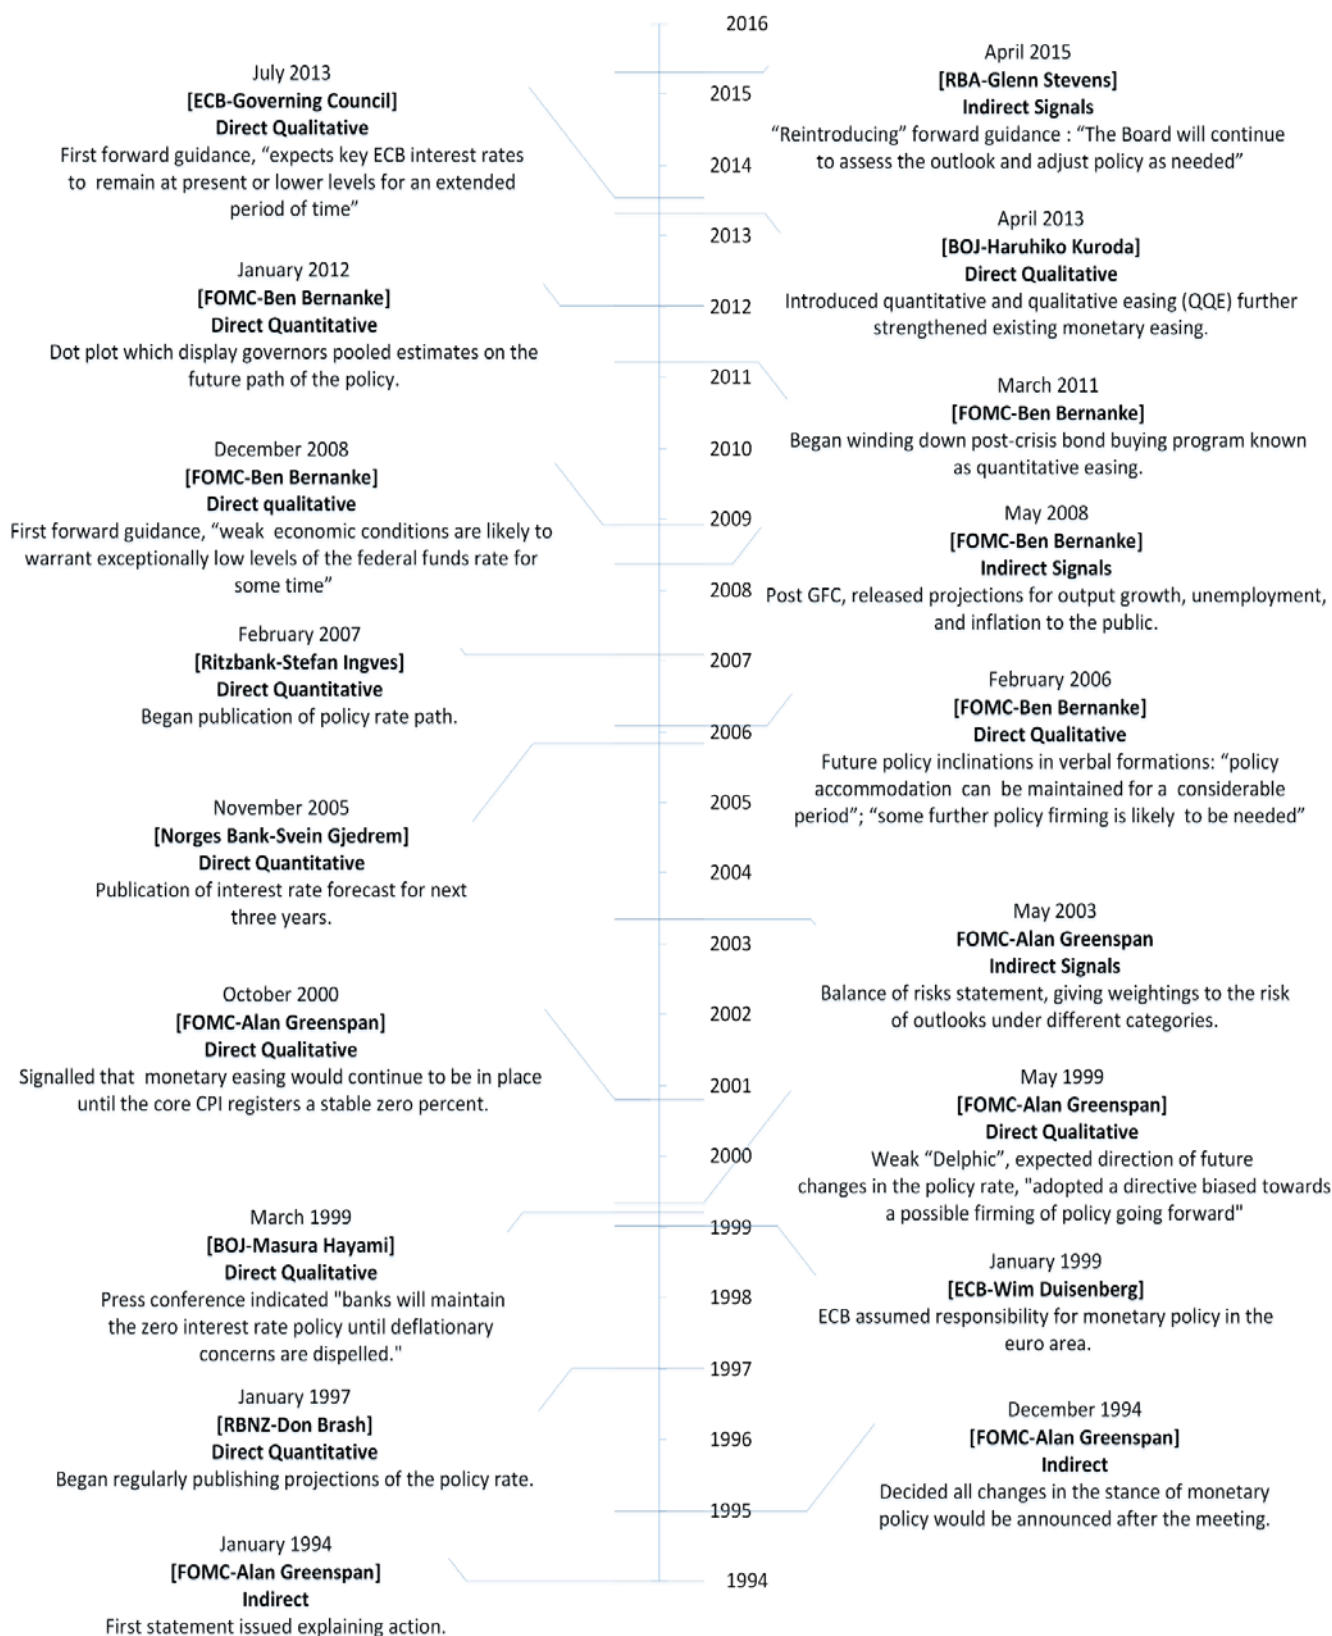 2016
April 2015
[RBA-Glenn Stevens]
Indirect Signals
“Reintroducing” forward guidance : “The Board will continue
to assess the outlook and adjust policy as needed”
July 2013
[ECB-Governing Council]
Direct Qualitative
First forward guidance, “expects key ECB interest rates
to remain at present or lower levels for an extended
period of time”
2015
2014
2013
April 2013
[BOJ-Haruhiko Kuroda]
Direct Qualitative
Introduced quantitative and qualitative easing (QQE) further
strengthened existing monetary easing.
January 2012
[FOMC-Ben Bernanke]
Direct Quantitative
Dot plot which display governors pooled estimates on the
future path of the policy.
2012
2011
March 2011
[FOMC-Ben Bernanke]
Began winding down post-crisis bond buying program known
as quantitative easing.
December 2008
[FOMC-Ben Bernanke]
Direct qualitative
First forward guidance, “weak economic conditions are likely to
warrant exceptionally low levels of the federal funds rate for
some time”
2010
2009
May 2008
[FOMC-Ben Bernanke]
Indirect Signals
Post GFC, released projections for output growth, unemployment,
and inflation to the public.
2008
February 2007
[Ritzbank-Stefan Ingves]
Direct Quantitative
Began publication of policy rate path.
2007
February 2006
[FOMC-Ben Bernanke]
Direct Qualitative
Future policy inclinations in verbal formations: “policy
accommodation can be maintained for a considerable
period”; “some further policy firming is likely to be needed”
2006
2005
November 2005
[Norges Bank-Svein Gjedrem]
Direct Quantitative
Publication of interest rate forecast for next
three years.
2004
May 2003
FOMC-Alan Greenspan
Indirect Signals
Balance of risks statement, giving weightings to the risk
of outlooks under different categories.
2003
October 2000
[FOMC-Alan Greenspan]
Direct Qualitative
Signalled that monetary easing would continue to be in place
until the core CPI registers a stable zero percent.
2002
2001
May 1999
[FOMC-Alan Greenspan]
Direct Qualitative
Weak “Delphic”, expected direction of future
changes in the policy rate, "adopted a directive biased towards
a possible firming of policy going forward"
2000
March 1999
[BOJ-Masura Hayami]
Direct Qualitative
Press conference indicated "banks will maintain
the zero interest rate policy until deflationary
concerns are dispelled."
1999
January 1999
[ECB-Wim Duisenberg]
ECB assumed responsibility for monetary policy in the
euro area.
1998
1997
January 1997
[RBNZ-Don Brash]
Direct Quantitative
Began regularly publishing projections of the policy rate.
1996
December 1994
[FOMC-Alan Greenspan]
Indirect
Decided all changes in the stance of monetary
policy would be announced after the meeting.
1995
January 1994
[FOMC-Alan Greenspan]
Indirect
First statement issued explaining action.
1994